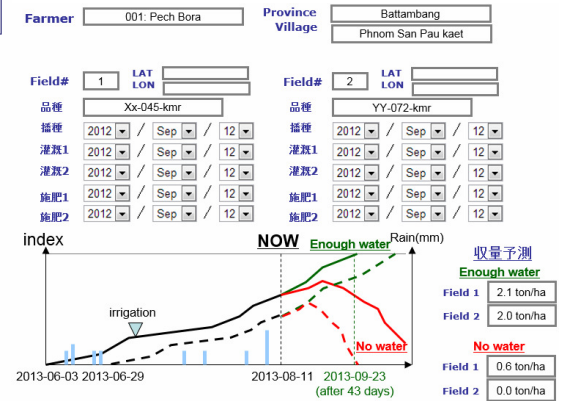 Farmer 001: Pech Bora
Province Battambang
Village Phnom San Pau kaet
Field# 1 LAT
LON
Field# 2 LAT
LON
品種 Xx-045-kmr
播種 2012 / Sep / 12
灌漑1 2012 / Sep / 12
灌漑2 2012 / Sep / 12
施肥1 2012 / Sep / 12
施肥2 2012 / Sep / 12
品種 YY-072-kmr
播種 2012 / Sep / 12
灌漑1 2012 / Sep / 12
灌漑2 2012 / Sep / 12
施肥1 2012 / Sep / 12
施肥2 2012 / Sep / 12
index
NOW
Enough water
Rain(mm)
irrigation
No water
2013-06-03 2013-06-29 2013-08-11 2013-09-23
(after 43 days)
収量予測
Enough water
Field 1 2.1 ton/ha
Field 2 2.0 ton/ha
No water
Field 1 0.6 ton/ha
Field 2 0.0 ton/ha